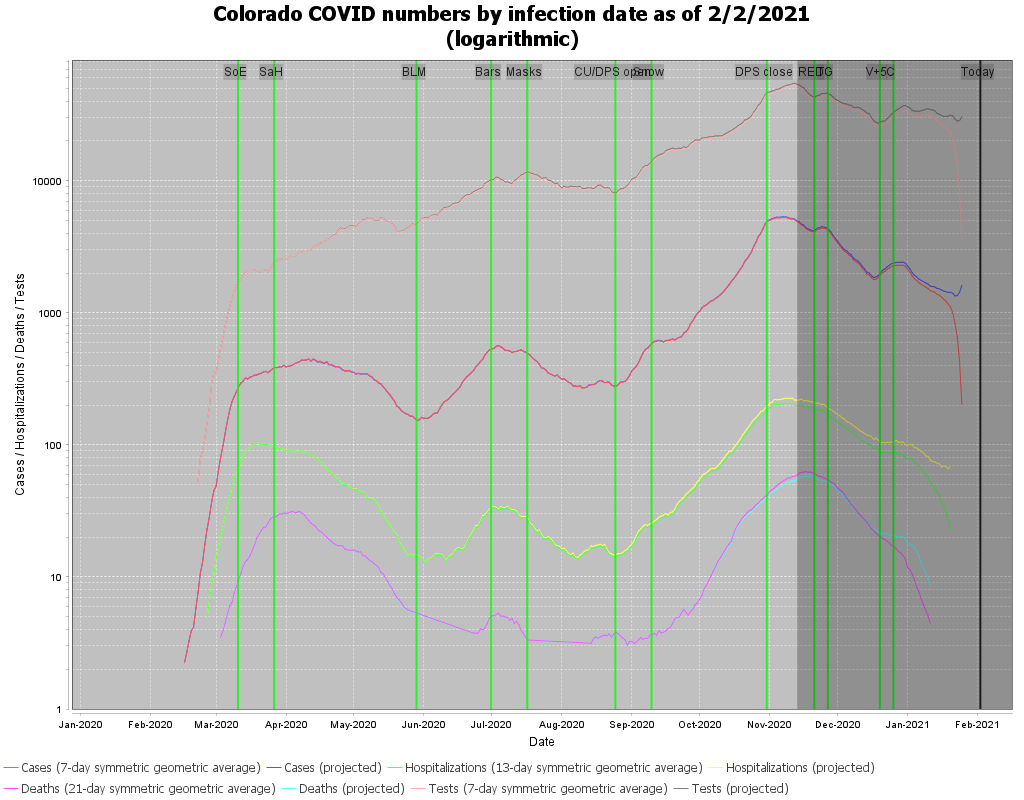 Colorado COVID numbers by infection date as of 2/2/2021
(logarithmic)
SoE SaH BLM Bars Masks CU/DPS open Snow DPS close RED TG V+5C Today
Cases / Hospitalizations / Deaths / Tests
10000
1000
100
10
1
Jan-2020 Feb-2020 Mar-2020 Apr-2020 May-2020 Jun-2020 Jul-2020 Aug-2020 Sep-2020 Oct-2020 Nov-2020 Dec-2020 Jan-2021 Feb-2021
Date
Cases (7-day symmetric geometric average) Cases (projected) Hospitalizations (13-day symmetric geometric average) Hospitalizations (projected)
Deaths (21-day symmetric geometric average) Deaths (projected) Tests (7-day symmetric geometric average) Tests (projected)